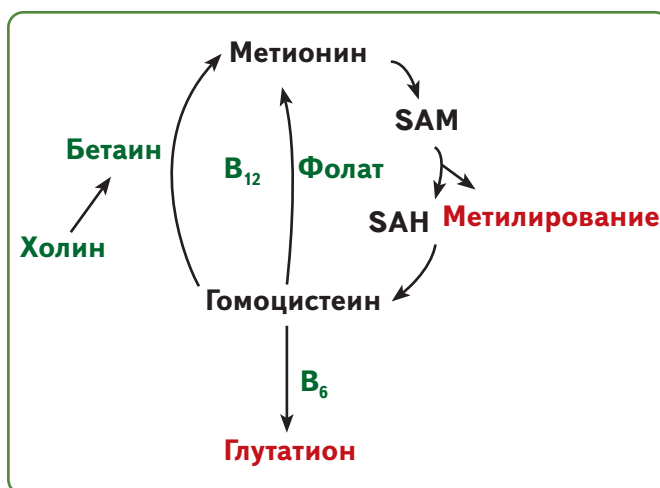 Метионин
SAM
Бетаин
B12 Фолат
SAH Метилирование
Холин
Гомоцистеин
B6
Глутатион